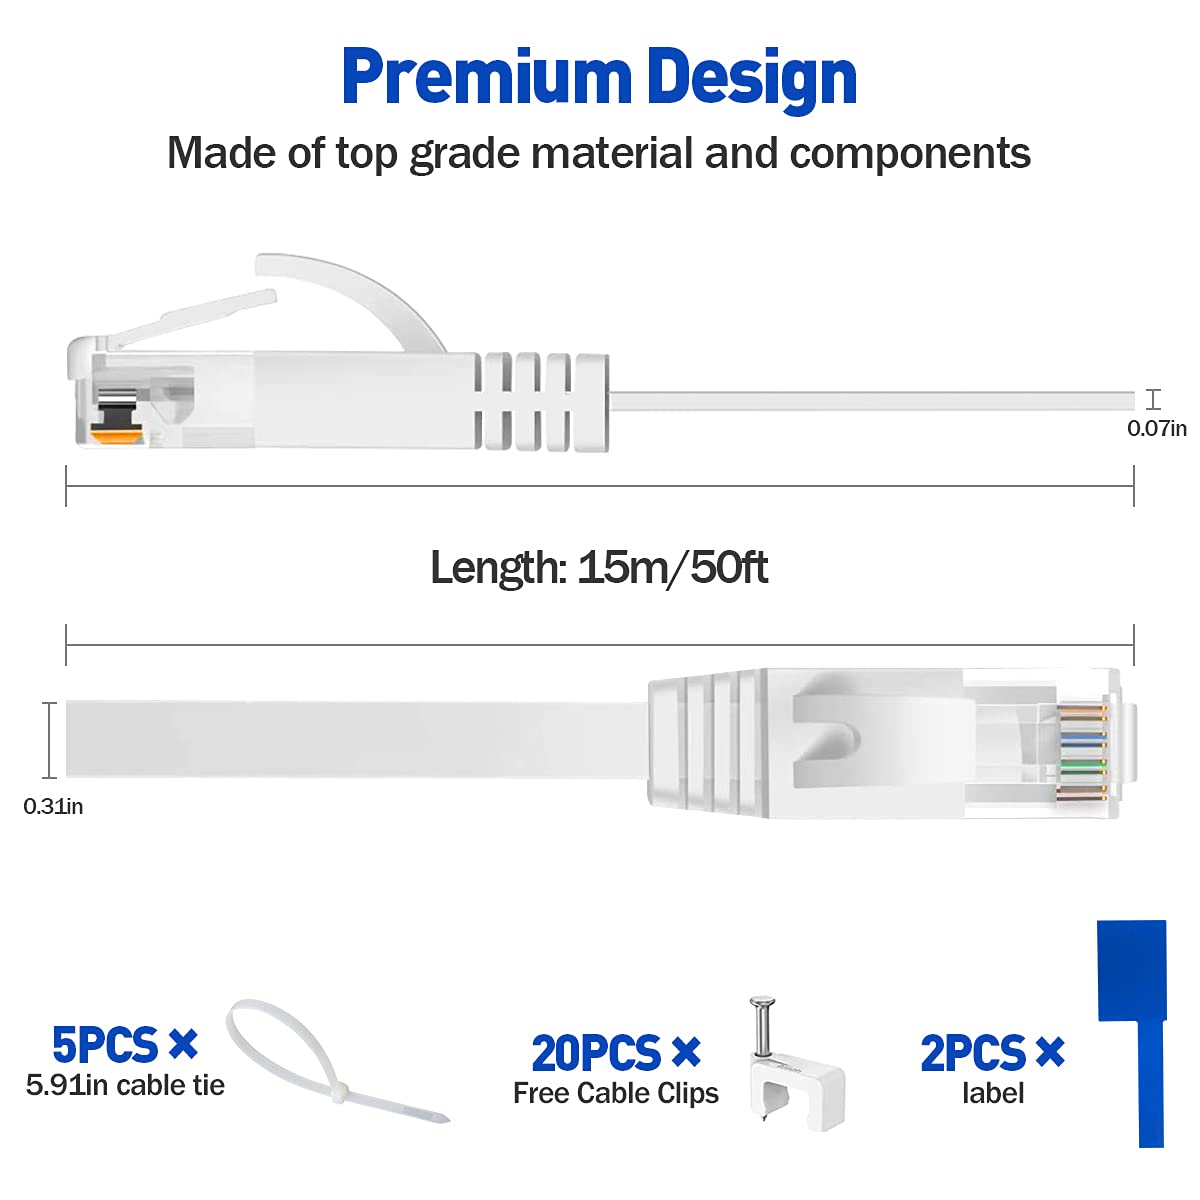 Premium Design
Made of top grade material and components
0.07in
Length: 15m/50ft
0.31in
5PCS ×
5.91in cable tie
20PCS ×
Free Cable Clips
2PCS ×
label